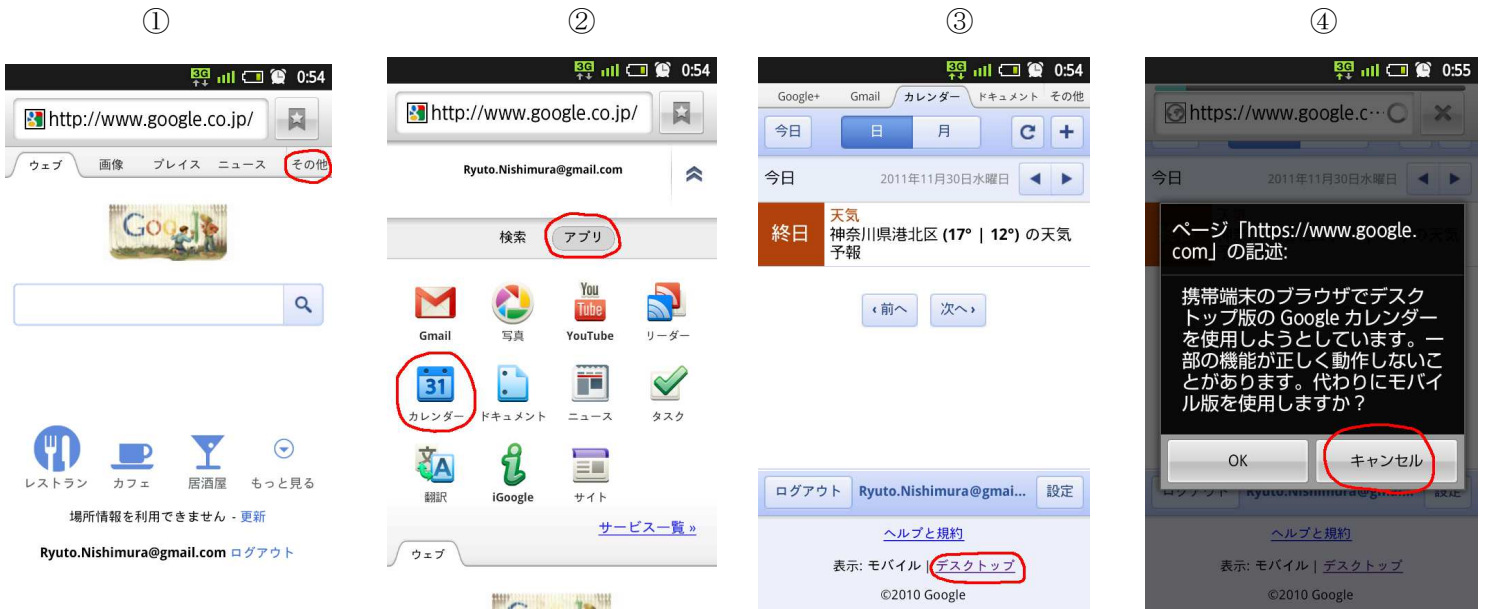 ①
0:54
http://www.google.co.jp/
ウェブ 画像 プレイス ニュース その他
Google
レストラン カフェ 居酒屋 もっと見る
場所情報を利用できません - 更新
Ryuto.Nishimura@gmail.com ログアウト
②
3G 0:54
http://www.google.co.jp/
Ryuto.Nishimura@gmail.com
検索 アプリ
You
Tube
Gmail 写真 YouTube リーダー
31
カレンダー ドキュメント ニュース タスク
文 A
翻訳 iGoogle サイト
サービス一覧 »
ウェブ
③
3G 0:54
Google+ Gmail カレンダー ドキュメント その他
今日 日 月
今日 2011年11月30日水曜日
終日
天気
神奈川県港北区 (17° | 12°) の天気
予報
‹ 前へ 次へ ›
ログアウト Ryuto.Nishimura@gmai... 設定
ヘルプと規約
表示: モバイル | デスクトップ
©2010 Google
④
3G 0:55
https://www.google.c…
今日 2011年11月30日水曜日
ページ「https://www.google.
com」の記述:
携帯端末のブラウザでデスク
トップ版の Google カレンダー
を使用しようとしています。一
部の機能が正しく動作しないこ
とがあります。代わりにモバイ
ル版を使用しますか？
OK キャンセル
ログアウト Ryuto.Nishimura@gmai... 設定
ヘルプと規約
表示: モバイル | デスクトップ
©2010 Google